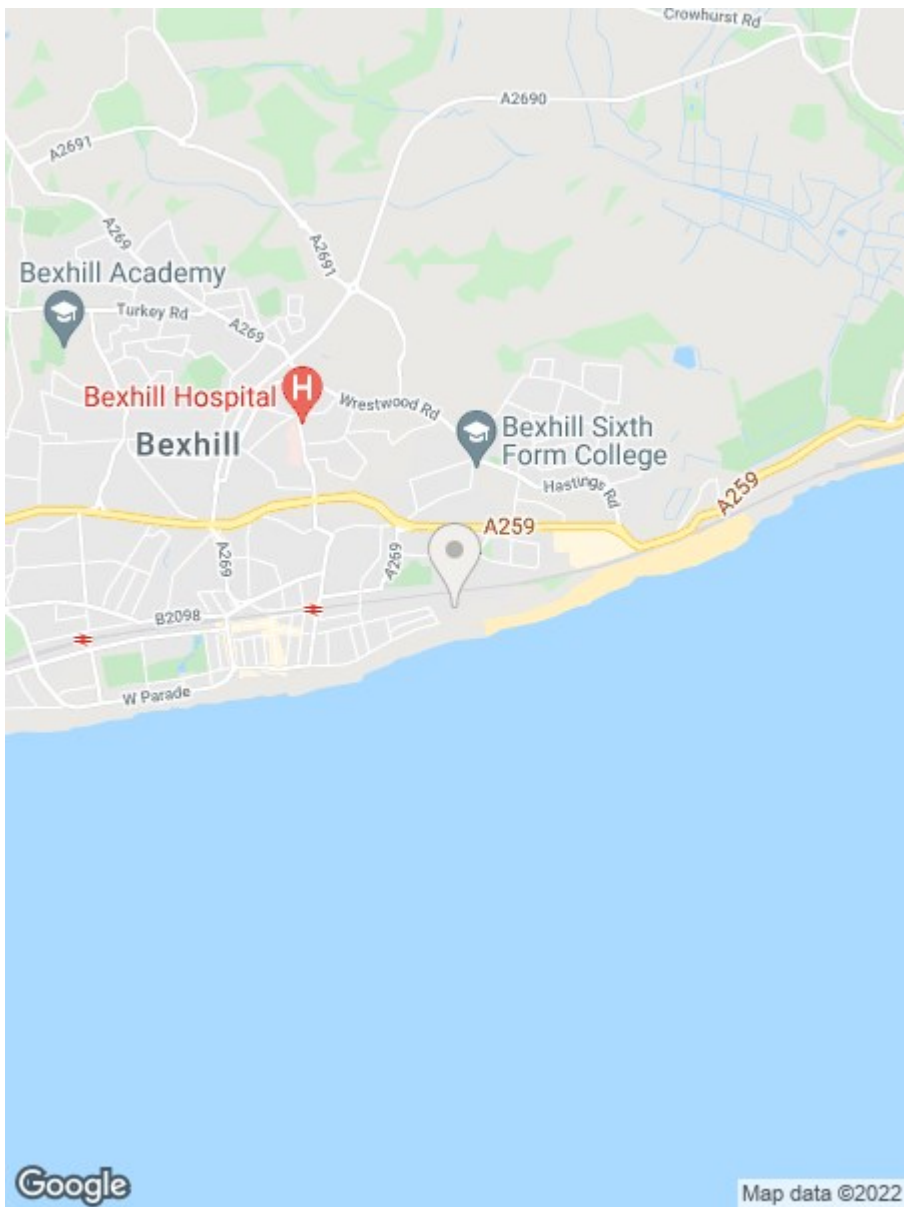 Crowhurst Rd
A2690
A2691
A269
A2691
Bexhill Academy
Turkey Rd
A269
Bexhill Hospital
H
Wrestwood Rd
Bexhill
Bexhill Sixth
Form College
Hastings Rd
A259
A259
A269
A269
B2098
W Parade
Google
Map data ©2022